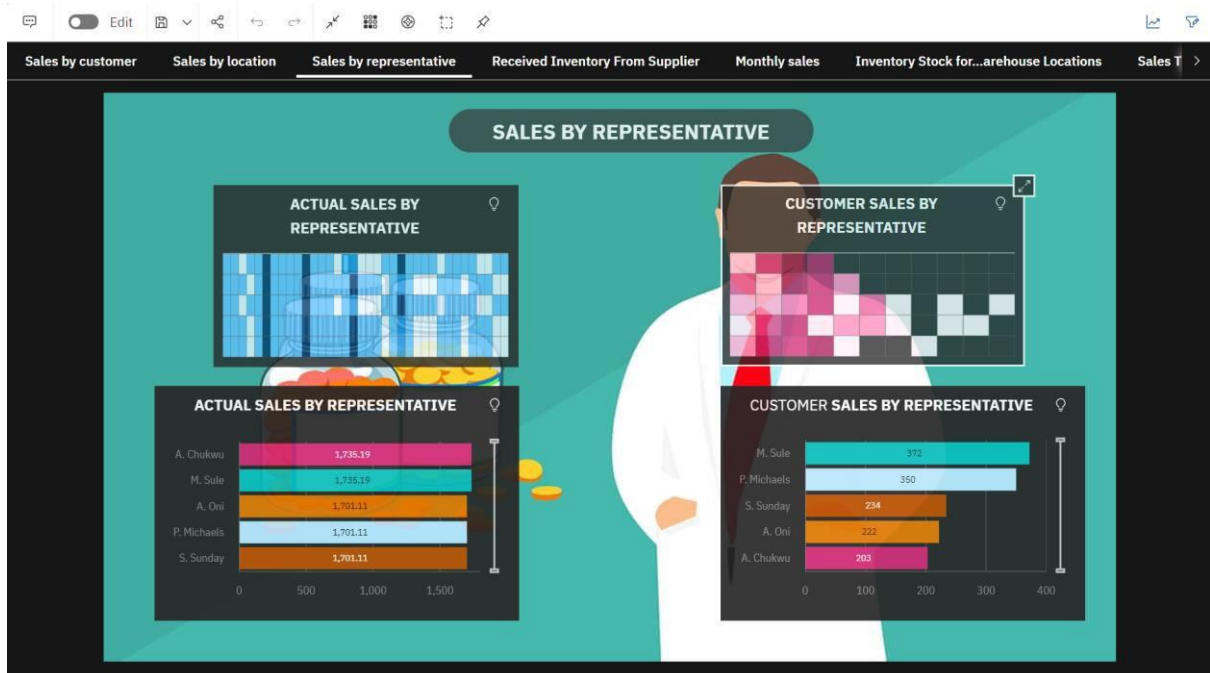 Edit
Sales by customer
Sales by location
Sales by representative
Received Inventory From Supplier
Monthly sales
Inventory Stock for...arehouse Locations
Sales T
SALES BY REPRESENTATIVE
ACTUAL SALES BY
REPRESENTATIVE
CUSTOMER SALES BY
REPRESENTATIVE
ACTUAL SALES BY REPRESENTATIVE
A. Chukwu 1,735.19
M. Sule 1,735.19
A. Oni 1,701.11
P. Michaels 1,701.11
S. Sunday 1,701.11
0 500 1,000 1,500
CUSTOMER SALES BY REPRESENTATIVE
M. Sule 372
P. Michaels 350
S. Sunday 234
A. Oni 222
A. Chukwu 203
0 100 200 300 400